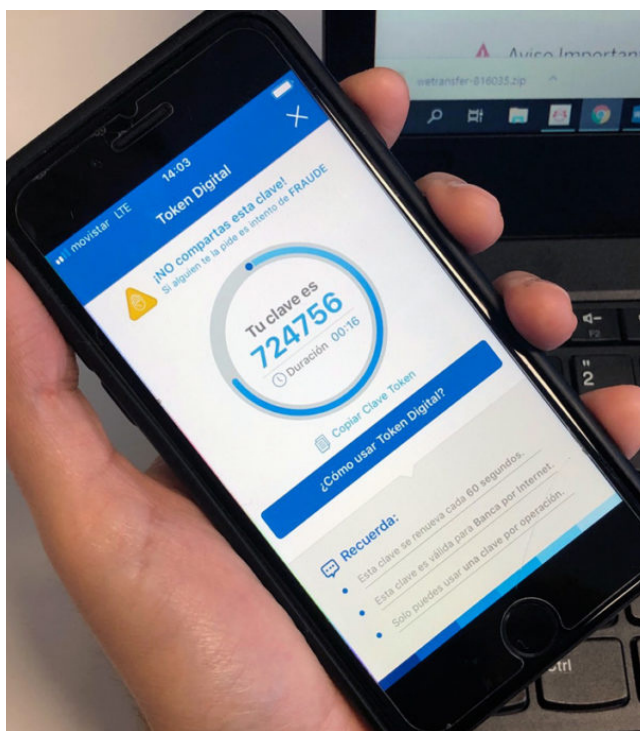 Aviso Important
wetransfer-816035.zip
movistar LTE
14:03
Token Digital
¡NO compartas esta clave!
Si alguien te la pide es intento de FRAUDE
Tu clave es
724756
Duración 00:16
Copiar Clave Token
¿Cómo usar Token Digital?
Recuerda:
Esta clave se renueva cada 60 segundos.
Esta clave es válida para Banca por Internet.
Solo puedes usar una clave por operación.
F2
"
2
Ctrl